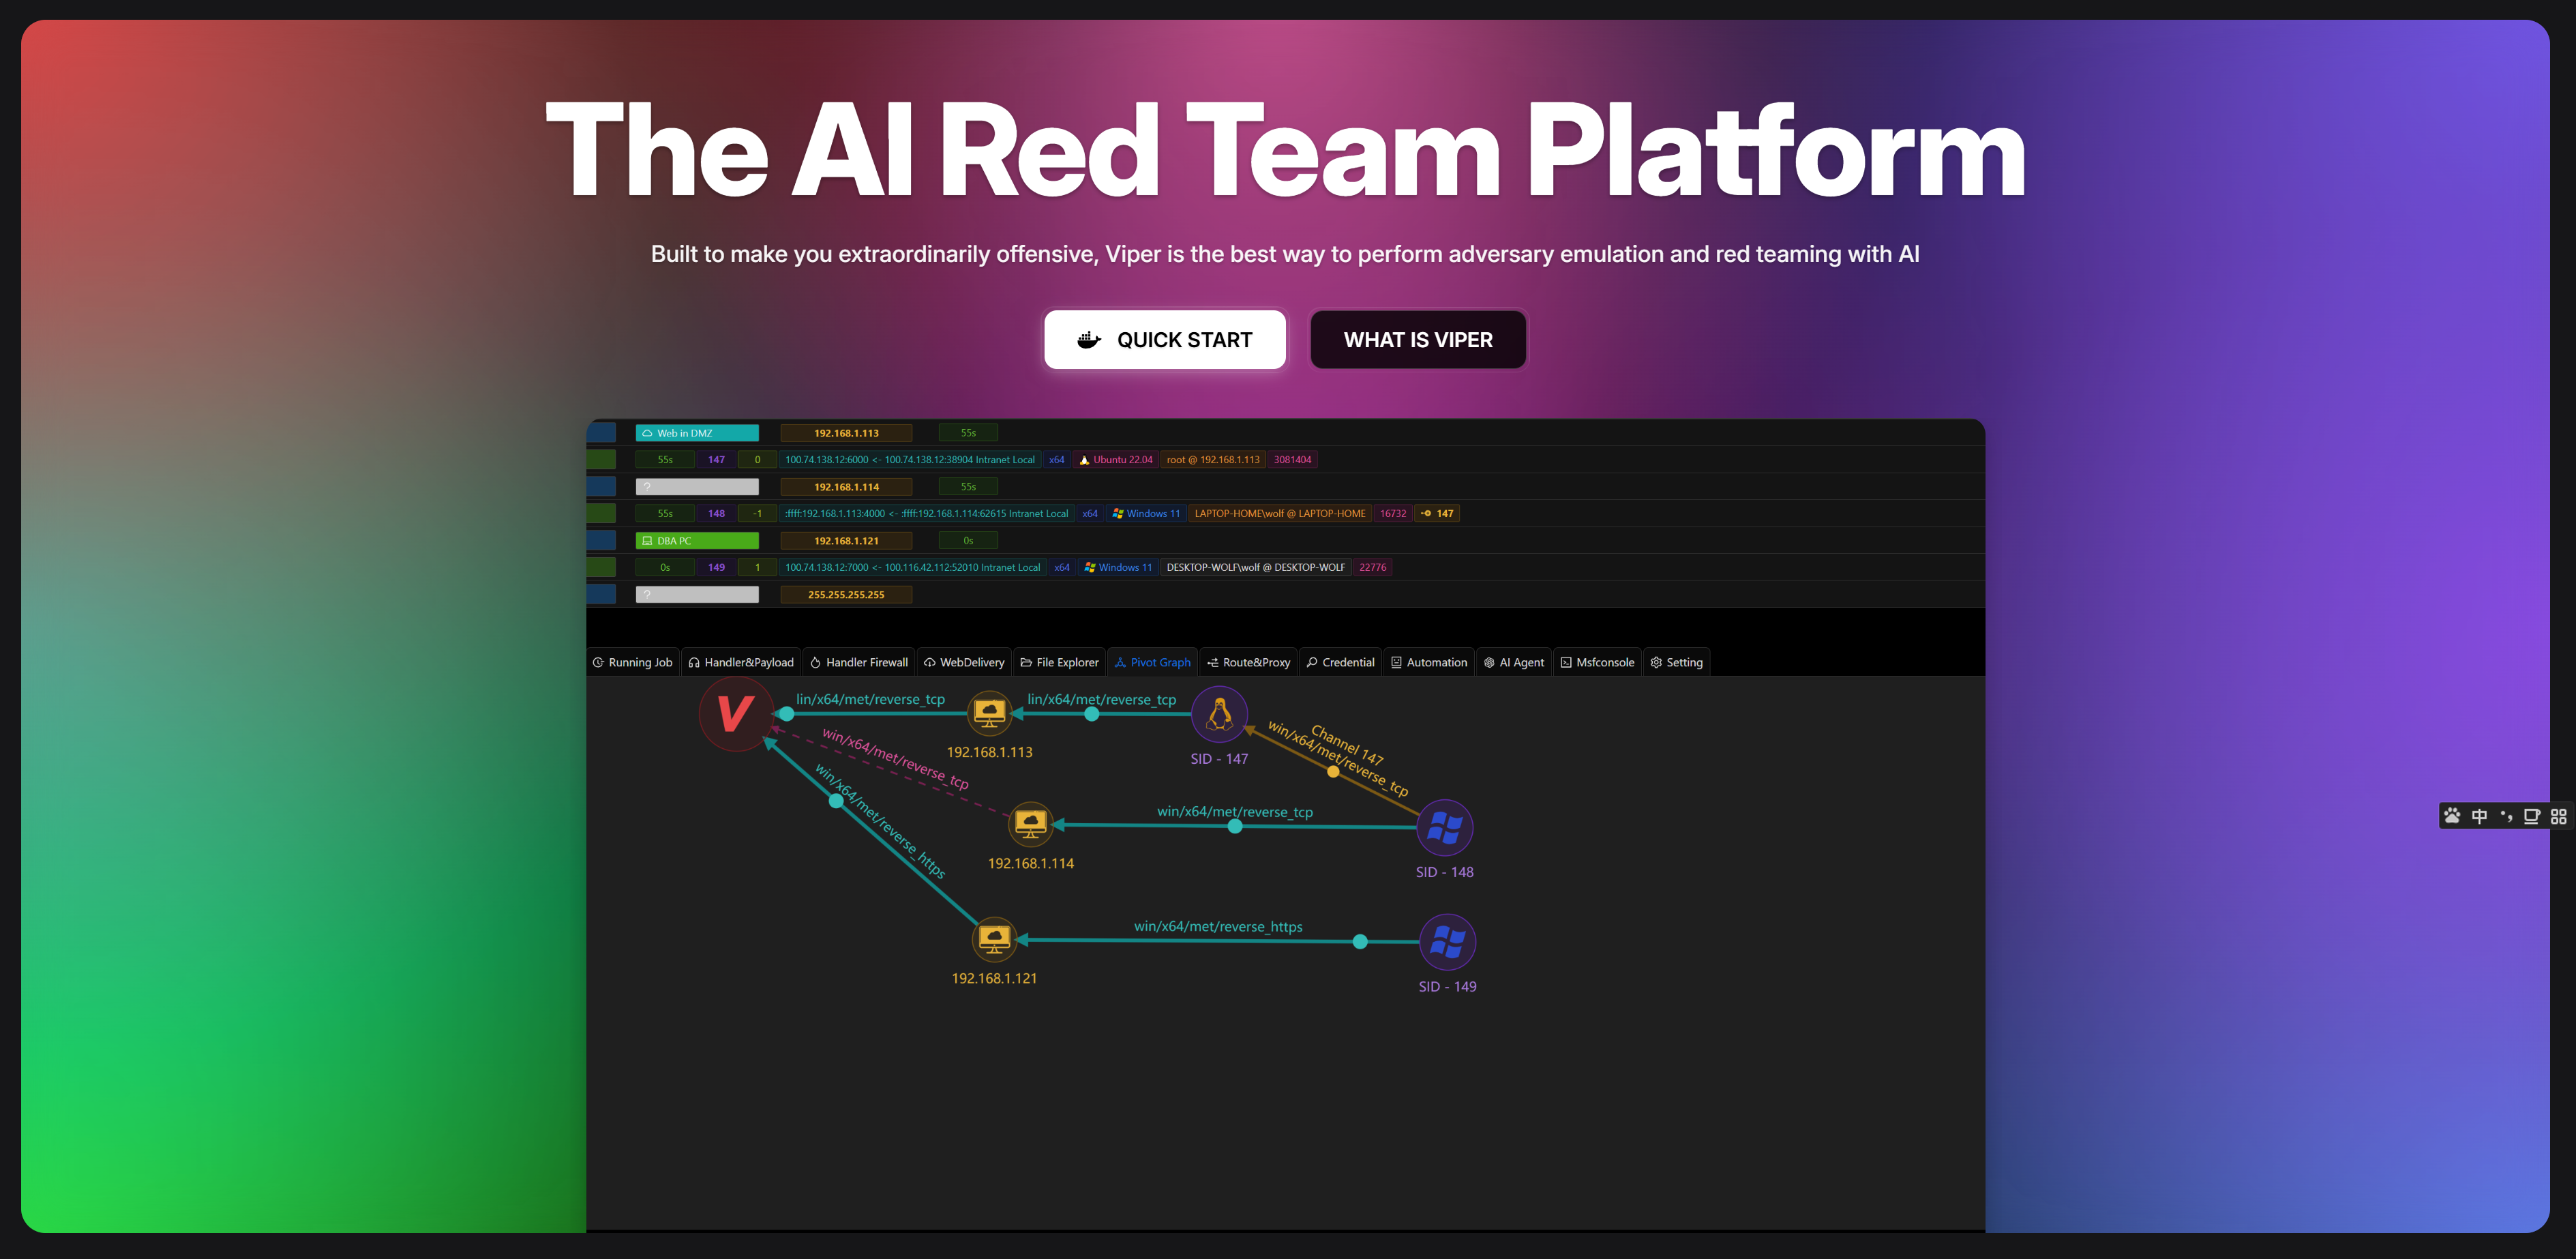 The AI Red Team Platform
Built to make you extraordinarily offensive, Viper is the best way to perform adversary emulation and red teaming with AI
QUICK START WHAT IS VIPER
Web in DMZ 192.168.1.113 55s
55s 147 0 100.74.138.12:6000 <- 100.74.138.12:38904 Intranet Local x64 Ubuntu 22.04 root @ 192.168.1.113 3081404
? 192.168.1.114 55s
55s 148 -1 :ffff:192.168.1.113:4000 <- :ffff:192.168.1.114:62615 Intranet Local x64 Windows 11 LAPTOP-HOME\wolf @ LAPTOP-HOME 16732 147
DBA PC 192.168.1.121 0s
0s 149 1 100.74.138.12:7000 <- 100.116.42.112:52010 Intranet Local x64 Windows 11 DESKTOP-WOLF\wolf @ DESKTOP-WOLF 22776
? 255.255.255.255
Running Job Handler&Payload Handler Firewall WebDelivery File Explorer Pivot Graph Route&Proxy Credential Automation AI Agent Msfconsole Setting
V
lin/x64/met/reverse_tcp lin/x64/met/reverse_tcp
192.168.1.113 SID - 147
win/x64/met/reverse_tcp
Channel 147
win/x64/met/reverse_tcp
win/x64/met/reverse_https
win/x64/met/reverse_tcp
192.168.1.114 SID - 148
win/x64/met/reverse_https
192.168.1.121 SID - 149
中